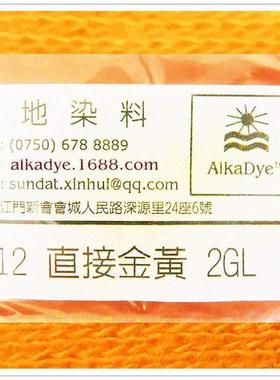 地染料
: (0750) 678 8889
: alkadye.1688.com
: sundat.xinhui@qq.com
江門新會會城人民路深源里24座6號
AlkaDye™
12 直接金黃 2GL